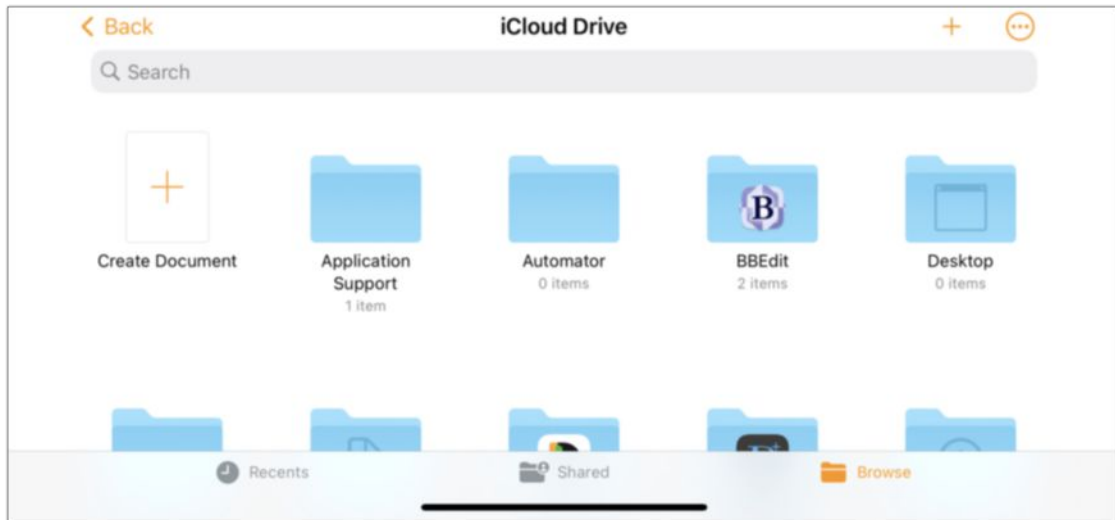 Back
iCloud Drive
Search
Create Document
Application
Support
1 item
Automator
0 items
B
BBEdit
2 items
Desktop
0 items
Recents
Shared
Browse